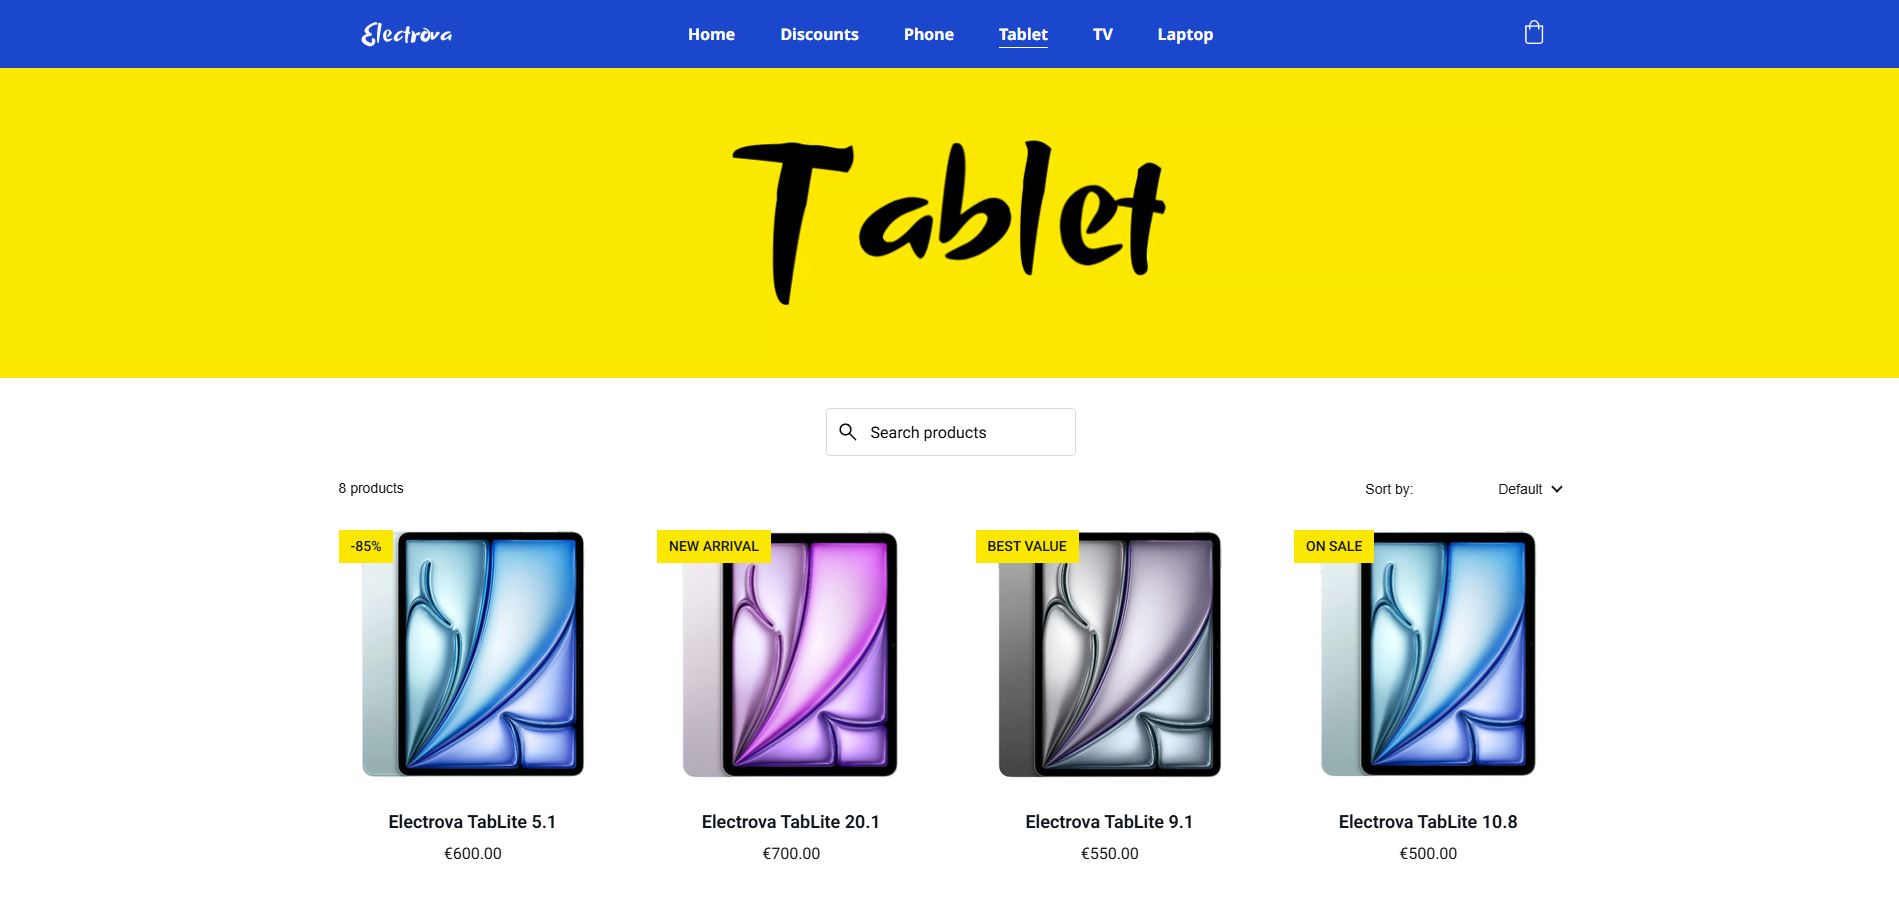 Electrova
Home Discounts Phone Tablet TV Laptop
Tablet
Search products
8 products
Sort by: Default
-85%
NEW ARRIVAL
BEST VALUE
ON SALE
Electrova TabLite 5.1
€600.00
Electrova TabLite 20.1
€700.00
Electrova TabLite 9.1
€550.00
Electrova TabLite 10.8
€500.00